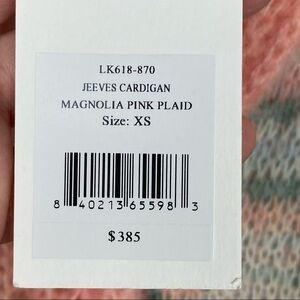 LK618-870
JEEVES CARDIGAN
MAGNOLIA PINK PLAID
Size: XS
8 40213 65598 3
$385